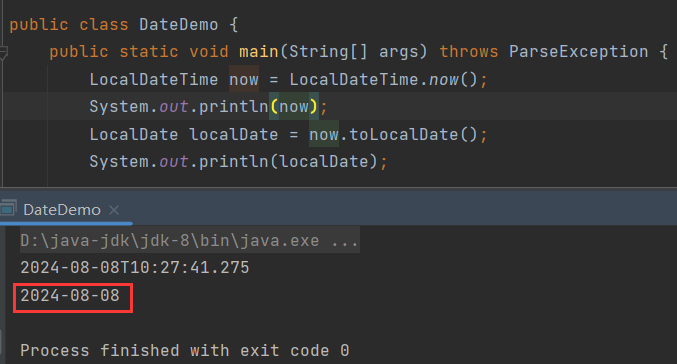 public class DateDemo {
public static void main(String[] args) throws ParseException {
LocalDateTime now = LocalDateTime.now();
System.out.println(now);
LocalDate localDate = now.toLocalDate();
System.out.println(localDate);
DateDemo ×
D:\java-jdk\jdk-8\bin\java.exe ...
2024-08-08T10:27:41.275
2024-08-08
Process finished with exit code 0